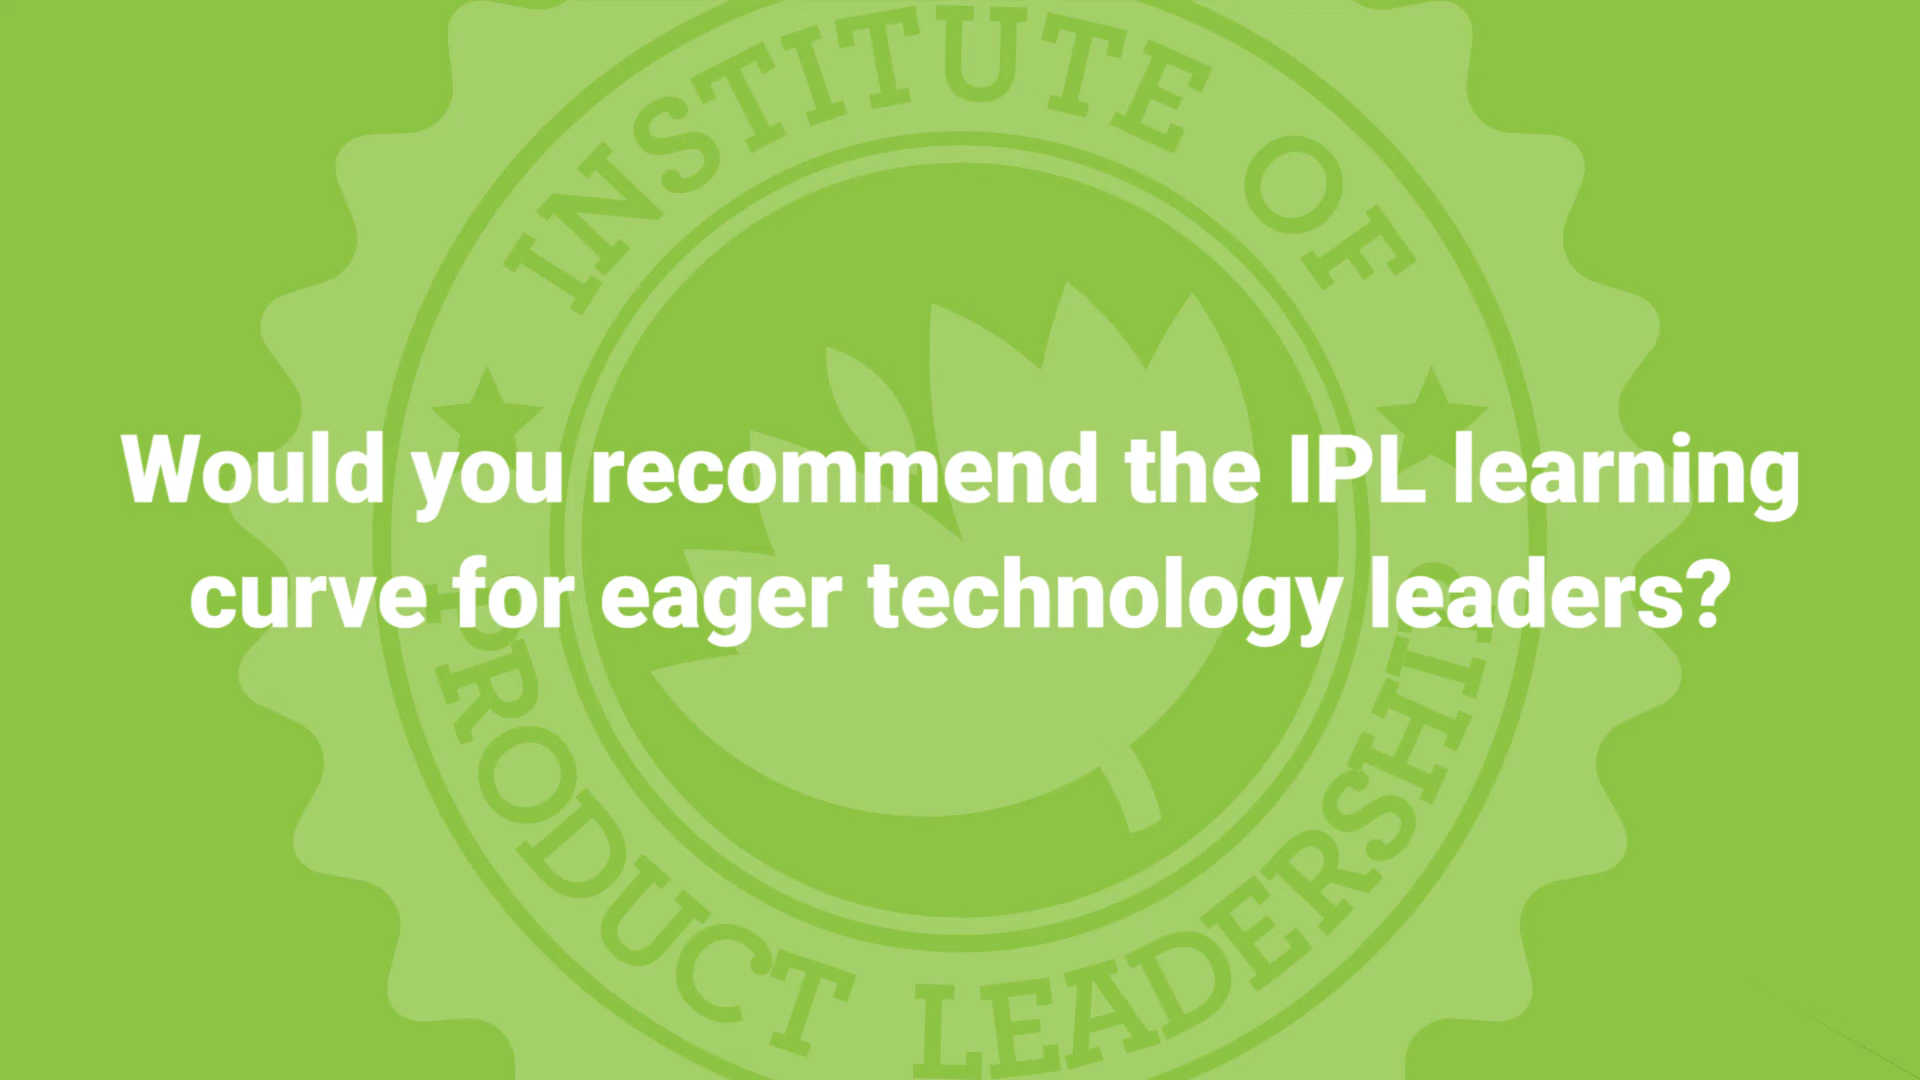 INSTITUTE OF
Would you recommend the IPL learning
curve for eager technology leaders?
PRODUCT LEADERSHIP